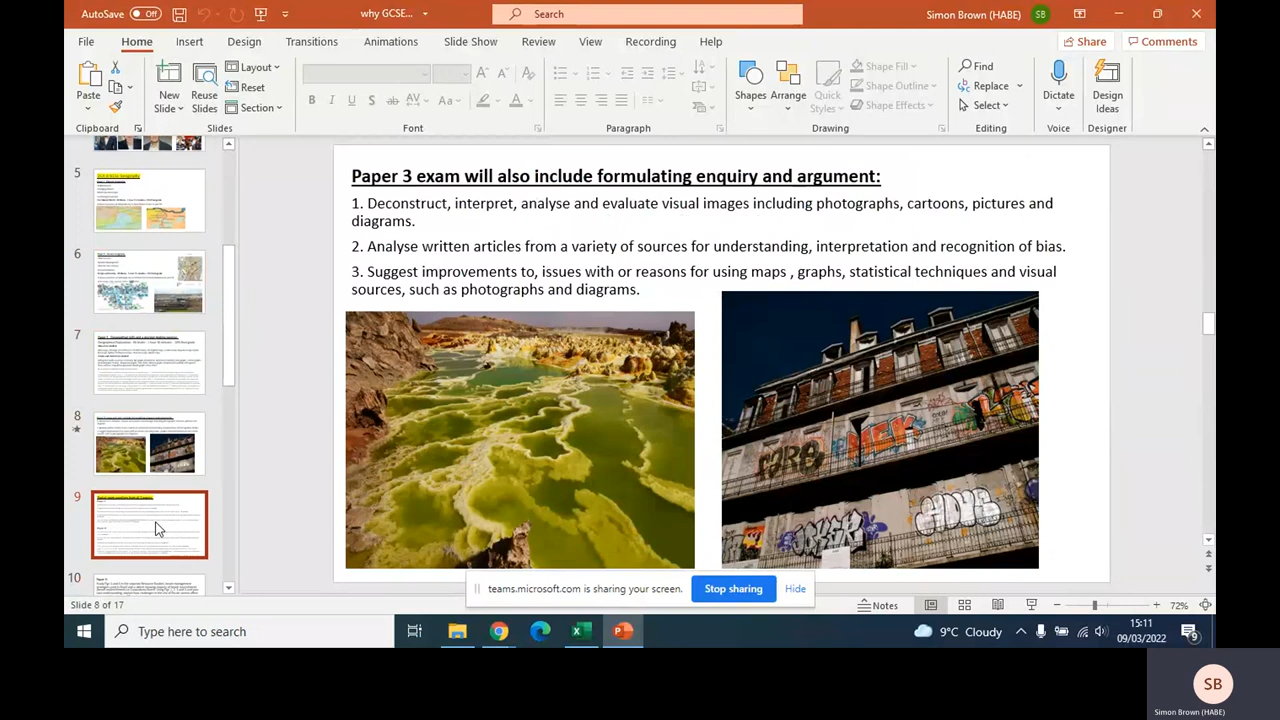 AutoSave Off why GCSE... Search Simon Brown (HABE) SB
File Home Insert Design Transitions Animations Slide Show Review View Recording Help Share Comments
Paste New Slide Reuse Slides Layout Reset Section Shapes Arrange Quick Styles Shape Fill Shape Outline Shape Effects Find Replace Select Dictate Design Ideas
Clipboard Slides Font Paragraph Drawing Editing Voice Designer
5
6
7
8
9
10
Paper 3 exam will also include formulating enquiry and argument:
1. Deconstruct, interpret, analyse and evaluate visual images including photographs, cartoons, pictures and
diagrams.
2. Analyse written articles from a variety of sources for understanding, interpretation and recognition of bias.
3. Suggest improvements to, issues with or reasons for using maps , graphs, statistical techniques and visual
sources, such as photographs and diagrams.
teams.microsoft.com is sharing your screen. Stop sharing Hide
Slide 8 of 17 Notes 72%
Type here to search 9°C Cloudy 15:11
09/03/2022 9
SB
Simon Brown (HABE)